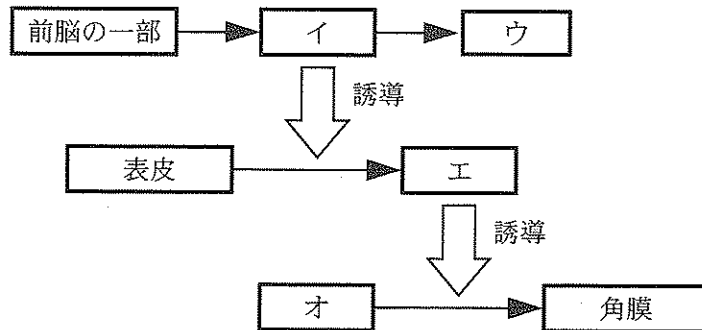 前脳の一部 イ ウ
誘導
表皮 エ
誘導
オ 角膜